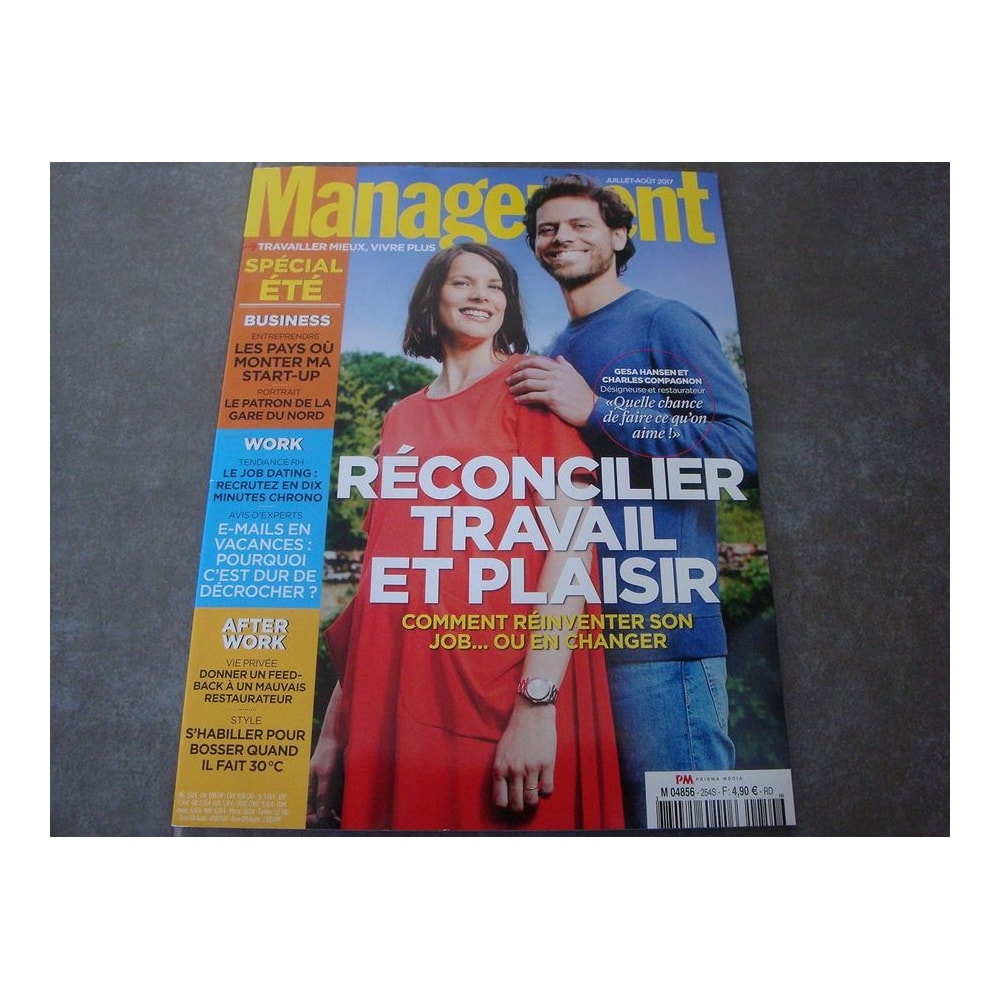 JUILLET-AOÛT 2017
Management
TRAVAILLER MIEUX, VIVRE PLUS
SPÉCIAL
ÉTÉ
BUSINESS
ENTREPRENDRE
LES PAYS OÙ
MONTER MA
START-UP
PORTRAIT
LE PATRON DE LA
GARE DU NORD
WORK
TENDANCE RH
LE JOB DATING :
RECRUTEZ EN DIX
MINUTES CHRONO
AVIS D'EXPERTS
E-MAILS EN
VACANCES :
POURQUOI
C'EST DUR DE
DÉCROCHER ?
AFTER
WORK
VIE PRIVÉE
DONNER UN FEED-
BACK À UN MAUVAIS
RESTAURATEUR
STYLE
S'HABILLER POUR
BOSSER QUAND
IL FAIT 30 °C
GESA HANSEN ET
CHARLES COMPAGNON
Désigneuse et restaurateur
«Quelle chance
de faire ce qu'on
aime !»
RÉCONCILIER
TRAVAIL
ET PLAISIR
COMMENT RÉINVENTER SON
JOB... OU EN CHANGER
PM PRISMA MEDIA
M 04856 - 254S - F: 4,90 € - RD